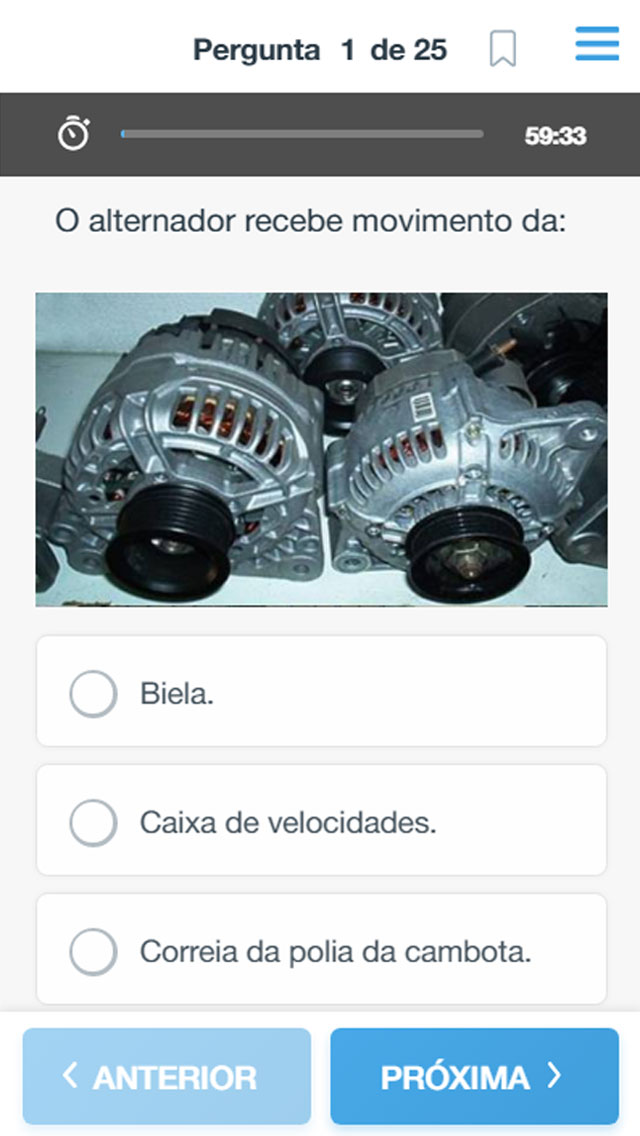 Pergunta 1 de 25
59:33
O alternador recebe movimento da:
Biela.
Caixa de velocidades.
Correia da polia da cambota.
ANTERIOR
PRÓXIMA